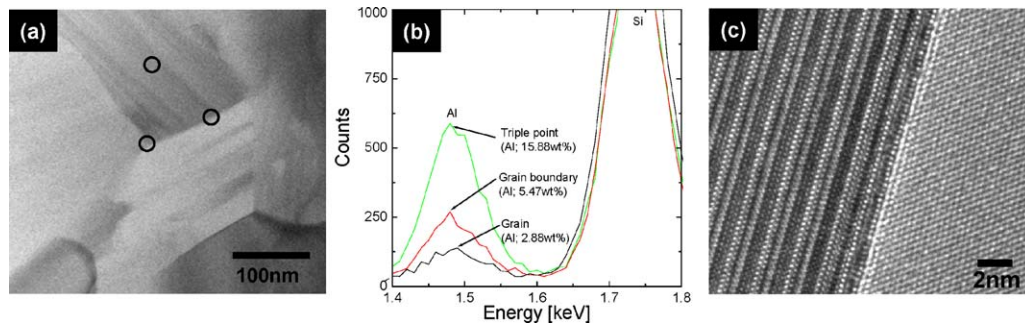 (a)
100nm
(b)
1000
750
500
250
0
Counts
Al
Si
Triple point
(Al; 15.88wt%)
Grain boundary
(Al; 5.47wt%)
Grain
(Al; 2.88wt%)
1.4 1.5 1.6 1.7 1.8
Energy [keV]
(c)
2nm